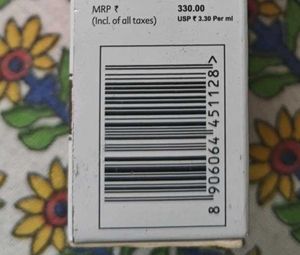 MRP ₹ 330.00
(Incl. of all taxes) USP ₹ 3.30 Per ml
8 906064 451128 >